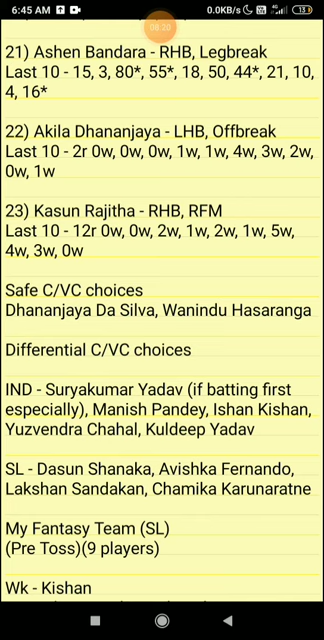 6:45 AM
0.0KB/s
4G
13
08:20
21) Ashen Bandara - RHB, Legbreak
Last 10 - 15, 3, 80*, 55*, 18, 50, 44*, 21, 10,
4, 16*
22) Akila Dhananjaya - LHB, Offbreak
Last 10 - 2r 0w, 0w, 0w, 1w, 1w, 4w, 3w, 2w,
0w, 1w
23) Kasun Rajitha - RHB, RFM
Last 10 - 12r 0w, 0w, 2w, 1w, 2w, 1w, 5w,
4w, 3w, 0w
Safe C/VC choices
Dhananjaya Da Silva, Wanindu Hasaranga
Differential C/VC choices
IND - Suryakumar Yadav (if batting first
especially), Manish Pandey, Ishan Kishan,
Yuzvendra Chahal, Kuldeep Yadav
SL - Dasun Shanaka, Avishka Fernando,
Lakshan Sandakan, Chamika Karunaratne
My Fantasy Team (SL)
(Pre Toss)(9 players)
Wk - Kishan